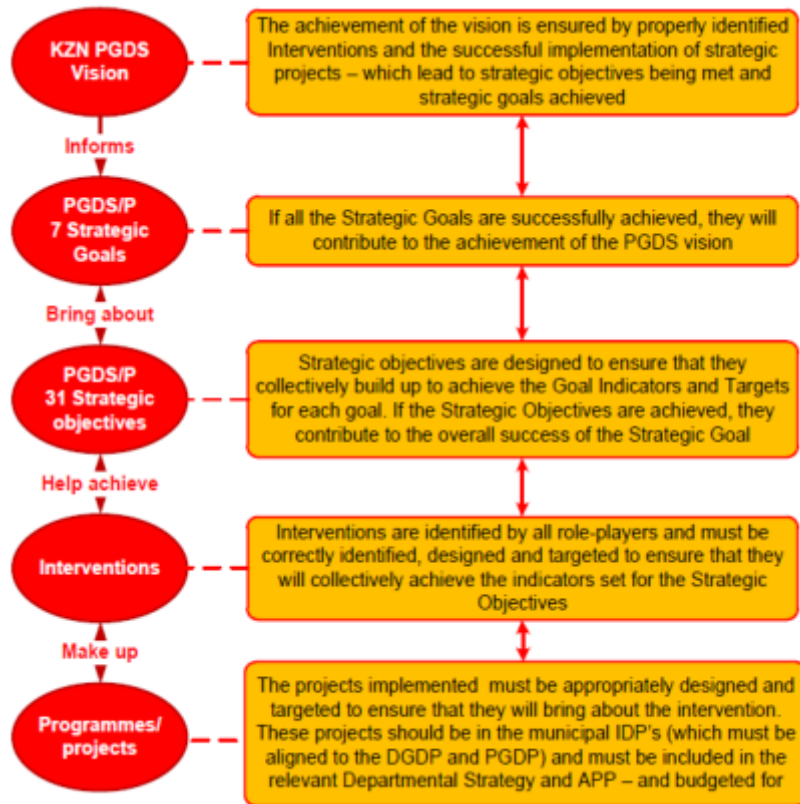 KZN PGDS
Vision
The achievement of the vision is ensured by properly identified
Interventions and the successful implementation of strategic
projects – which lead to strategic objectives being met and
strategic goals achieved
Informs
PGDS/P
7 Strategic
Goals
If all the Strategic Goals are successfully achieved, they will
contribute to the achievement of the PGDS vision
Bring about
PGDS/P
31 Strategic
objectives
Strategic objectives are designed to ensure that they
collectively build up to achieve the Goal Indicators and Targets
for each goal. If the Strategic Objectives are achieved, they
contribute to the overall success of the Strategic Goal
Help achieve
Interventions
Interventions are identified by all role-players and must be
correctly identified, designed and targeted to ensure that they
will collectively achieve the indicators set for the Strategic
Objectives
Make up
Programmes/
projects
The projects implemented must be appropriately designed and
targeted to ensure that they will bring about the intervention.
These projects should be in the municipal IDP's (which must be
aligned to the DGDP and PGDP) and must be included in the
relevant Departmental Strategy and APP – and budgeted for